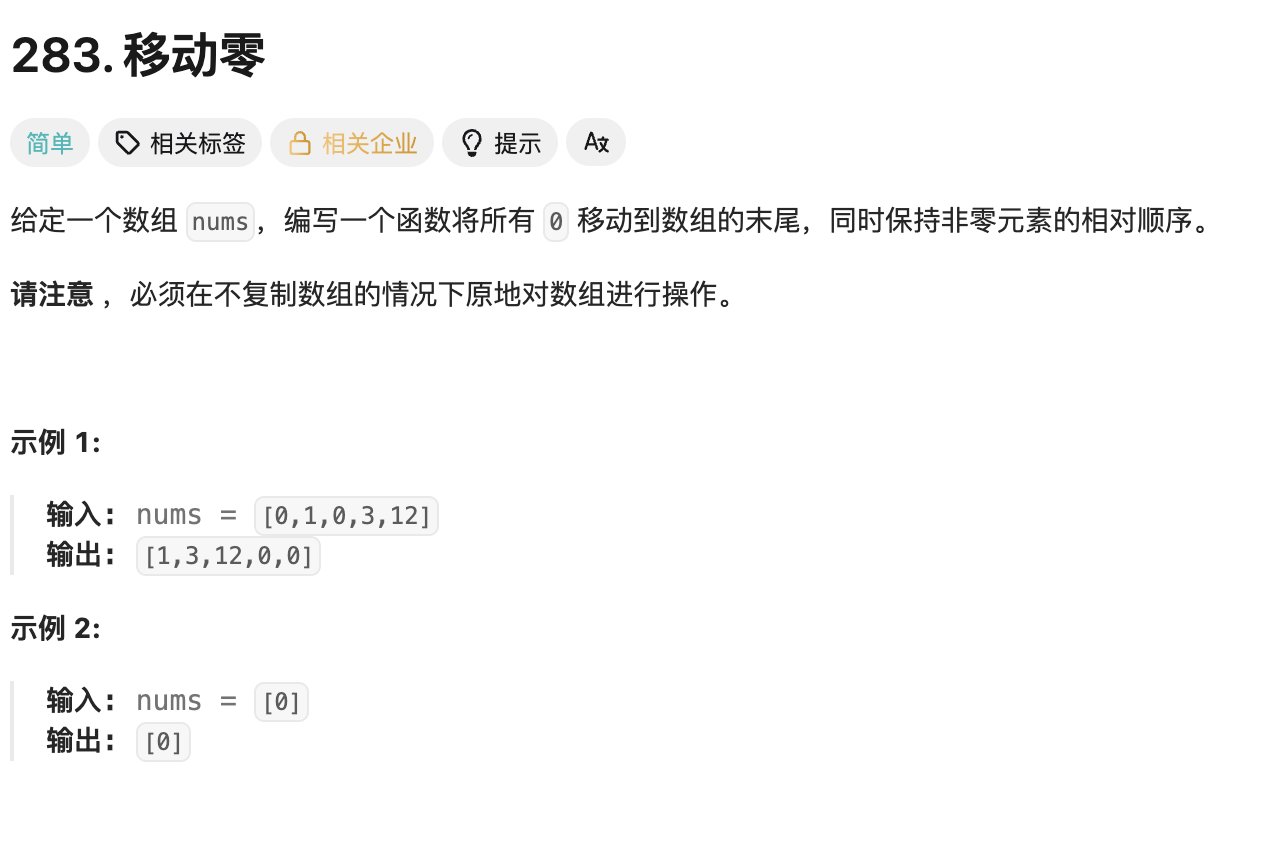 283. 移动零
简单 相关标签 相关企业 提示
给定一个数组 nums，编写一个函数将所有 0 移动到数组的末尾，同时保持非零元素的相对顺序。
请注意 ，必须在不复制数组的情况下原地对数组进行操作。
示例 1:
输入: nums = [0,1,0,3,12]
输出: [1,3,12,0,0]
示例 2:
输入: nums = [0]
输出: [0]